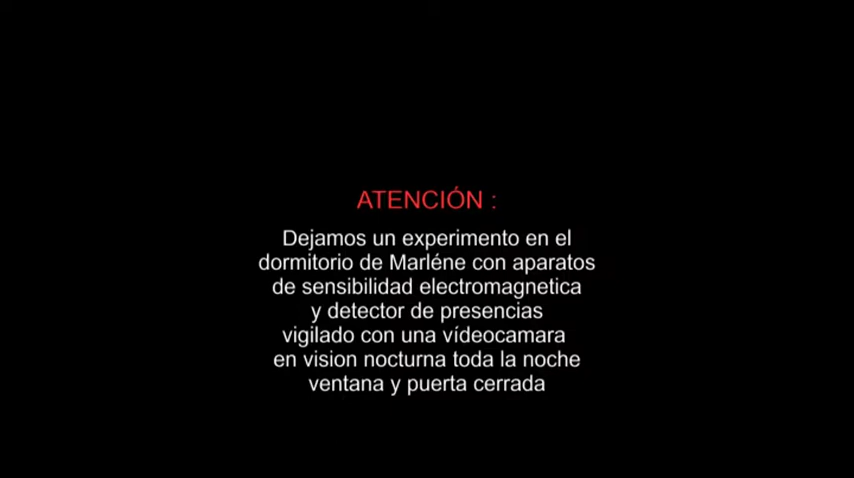 ATENCIÓN :
Dejamos un experimento en el
dormitorio de Marléne con aparatos
de sensibilidad electromagnetica
y detector de presencias
vigilado con una vídeocamara
en vision nocturna toda la noche
ventana y puerta cerrada